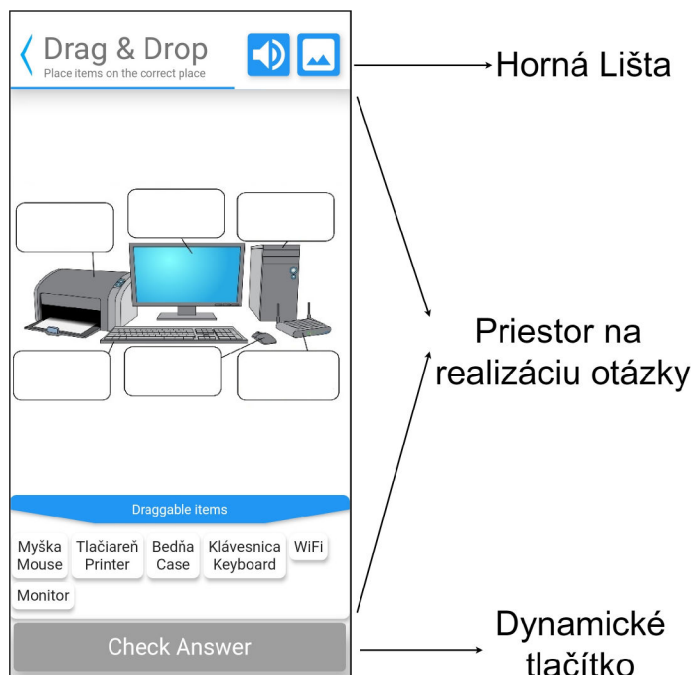 Drag & Drop
Place items on the correct place
Horná Lišta
Priestor na
realizáciu otázky
Draggable items
Myška
Mouse
Tlačiareň
Printer
Bedňa
Case
Klávesnica
Keyboard
WiFi
Monitor
Check Answer
Dynamické
tlačítko